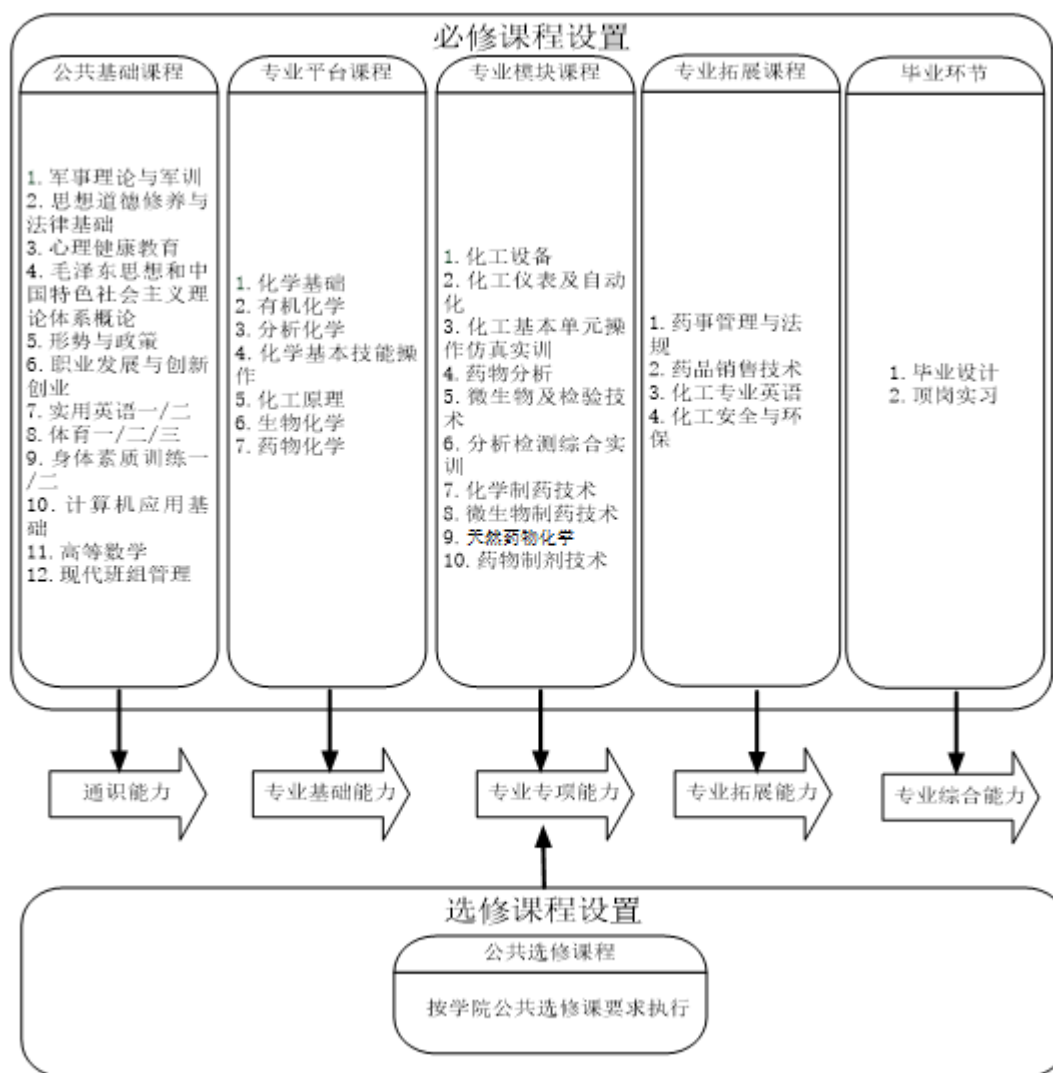 必修课程设置
公共基础课程
1. 军事理论与军训
2. 思想道德修养与
法律基础
3. 心理健康教育
4. 毛泽东思想和中
国特色社会主义理
论体系概论
5. 形势与政策
6. 职业发展与创新
创业
7. 实用英语一/二
8. 体育一/二/三
9. 身体素质训练一
/二
10. 计算机应用基
础
11. 高等数学
12. 现代班组管理
专业平台课程
1. 化学基础
2. 有机化学
3. 分析化学
4. 化学基本技能操
作
5. 化工原理
6. 生物化学
7. 药物化学
专业模块课程
1. 化工设备
2. 化工仪表及自动
化
3. 化工基本单元操
作仿真实训
4. 药物分析
5. 微生物及检验技
术
6. 分析检测综合实
训
7. 化学制药技术
8. 微生物制药技术
9. 天然药物化学
10. 药物制剂技术
专业拓展课程
1. 药事管理与法
规
2. 药品销售技术
3. 化工专业英语
4. 化工安全与环
保
毕业环节
1. 毕业设计
2. 顶岗实习
通识能力
专业基础能力
专业专项能力
专业拓展能力
专业综合能力
选修课程设置
公共选修课程
按学院公共选修课要求执行